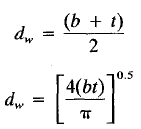 d_w = (b + t) / 2
d_w = [4(bt) / π]^0.5